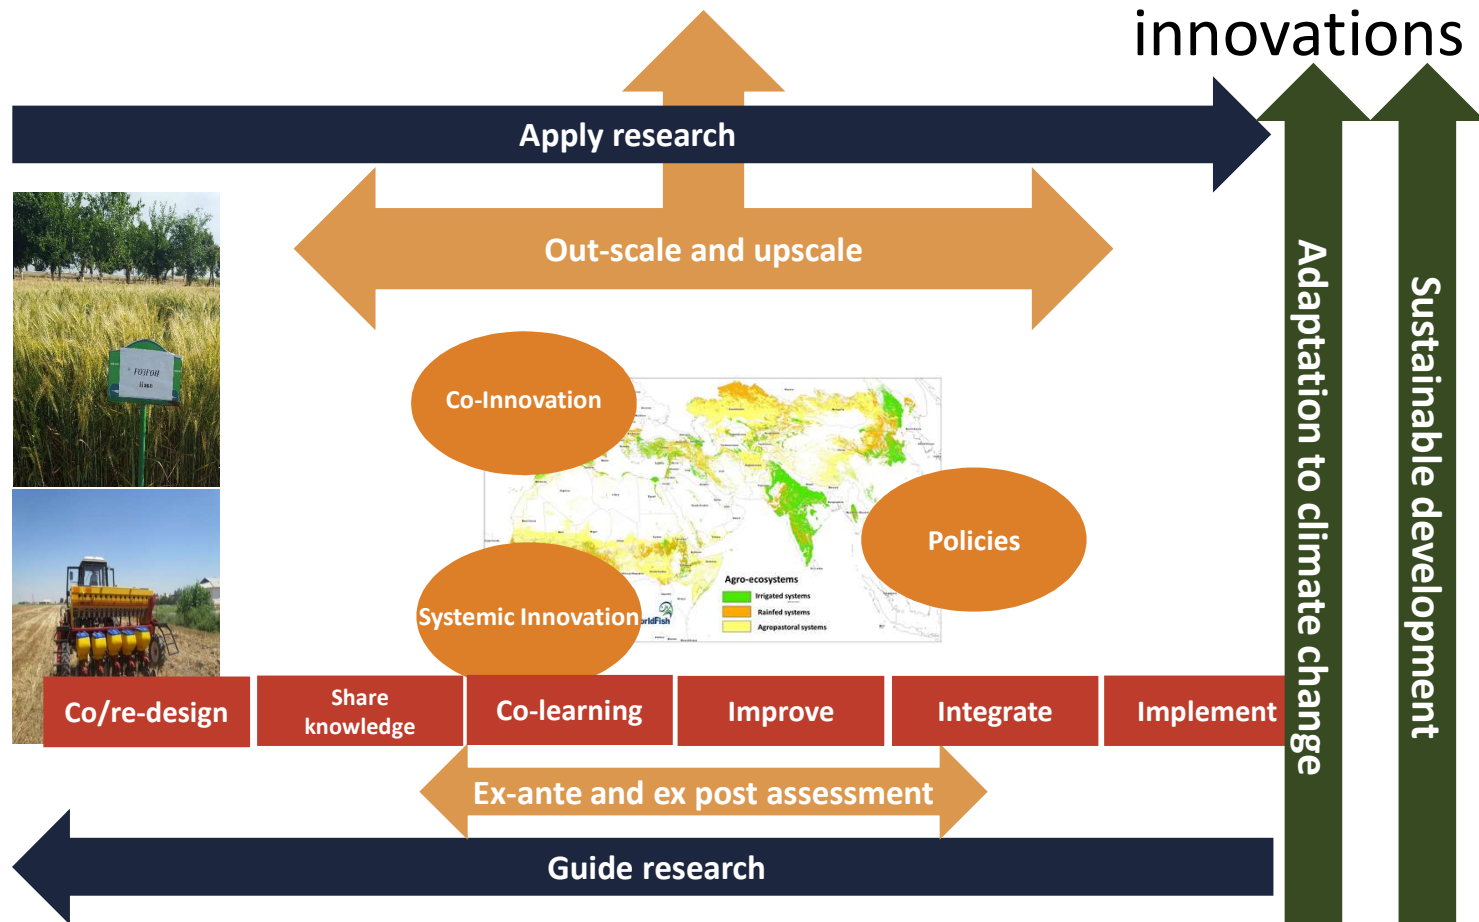 innovations
Apply research
Out-scale and upscale
Adaptation to climate change
Sustainable development
Co-Innovation
Policies
Systemic Innovation
Agro-ecosystems
Irrigated systems
Rainfed systems
Agropastoral systems
orldFish
Co/re-design
Share
knowledge
Co-learning
Improve
Integrate
Implement
Ex-ante and ex post assessment
Guide research